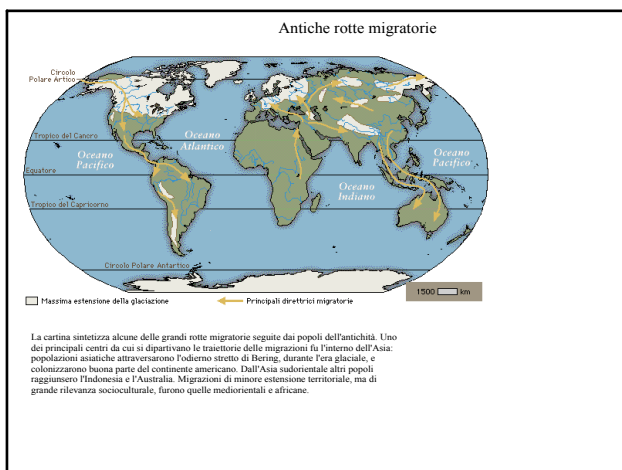 Antiche rotte migratorie
Circolo
Polare Artico
Tropico del Cancro
Oceano
Atlantico
Oceano
Pacifico
Oceano
Pacifico
Equatore
Oceano
Indiano
Tropico del Capricorno
Circolo Polare Antartico
Massima estensione della glaciazione
Principali direttrici migratorie
1500 km
La cartina sintetizza alcune delle grandi rotte migratorie seguite dai popoli dell'antichità. Uno
dei principali centri da cui si dipartivano le traiettorie delle migrazioni fu l'interno dell'Asia:
popolazioni asiatiche attraversarono l'odierno stretto di Bering, durante l'era glaciale, e
colonizzarono buona parte del continente americano. Dall'Asia sudorientale altri popoli
raggiunsero l'Indonesia e l'Australia. Migrazioni di minore estensione territoriale, ma di
grande rilevanza socioculturale, furono quelle mediorientali e africane.